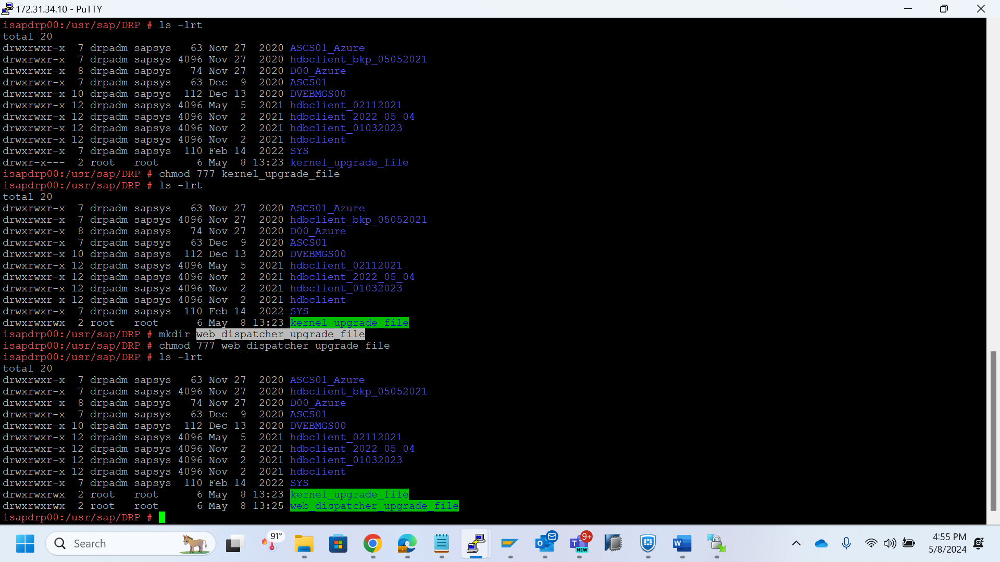 172.31.34.10 - PuTTY
isapdrp00:/usr/sap/DRP # ls -lrt
total 20
drwxrwxr-x  7 drpadm sapsys   63 Nov 27  2020 ASCS01_Azure
drwxrwxr-x  7 drpadm sapsys 4096 Nov 27  2020 hdbclient_bkp_05052021
drwxrwxr-x  8 drpadm sapsys   74 Nov 27  2020 D00_Azure
drwxrwxr-x  7 drpadm sapsys   63 Dec  9  2020 ASCS01
drwxrwxr-x 10 drpadm sapsys  112 Dec 13  2020 DVEBMGS00
drwxrwxr-x 12 drpadm sapsys 4096 May  5  2021 hdbclient_02112021
drwxrwxr-x 12 drpadm sapsys 4096 Nov  2  2021 hdbclient_2022_05_04
drwxrwxr-x 12 drpadm sapsys 4096 Nov  2  2021 hdbclient_01032023
drwxrwxr-x 12 drpadm sapsys 4096 Nov  2  2021 hdbclient
drwxrwxr-x  7 drpadm sapsys  110 Feb 14  2022 SYS
drwxr-x---  2 root   root      6 May  8 13:23 kernel_upgrade_file
isapdrp00:/usr/sap/DRP # chmod 777 kernel_upgrade_file
isapdrp00:/usr/sap/DRP # ls -lrt
total 20
drwxrwxr-x  7 drpadm sapsys   63 Nov 27  2020 ASCS01_Azure
drwxrwxr-x  7 drpadm sapsys 4096 Nov 27  2020 hdbclient_bkp_05052021
drwxrwxr-x  8 drpadm sapsys   74 Nov 27  2020 D00_Azure
drwxrwxr-x  7 drpadm sapsys   63 Dec  9  2020 ASCS01
drwxrwxr-x 10 drpadm sapsys  112 Dec 13  2020 DVEBMGS00
drwxrwxr-x 12 drpadm sapsys 4096 May  5  2021 hdbclient_02112021
drwxrwxr-x 12 drpadm sapsys 4096 Nov  2  2021 hdbclient_2022_05_04
drwxrwxr-x 12 drpadm sapsys 4096 Nov  2  2021 hdbclient_01032023
drwxrwxr-x 12 drpadm sapsys 4096 Nov  2  2021 hdbclient
drwxrwxr-x  7 drpadm sapsys  110 Feb 14  2022 SYS
drwxrwxrwx  2 root   root      6 May  8 13:23 kernel_upgrade_file
isapdrp00:/usr/sap/DRP # mkdir web_dispatcher_upgrade_file
isapdrp00:/usr/sap/DRP # chmod 777 web_dispatcher_upgrade_file
isapdrp00:/usr/sap/DRP # ls -lrt
total 20
drwxrwxr-x  7 drpadm sapsys   63 Nov 27  2020 ASCS01_Azure
drwxrwxr-x  7 drpadm sapsys 4096 Nov 27  2020 hdbclient_bkp_05052021
drwxrwxr-x  8 drpadm sapsys   74 Nov 27  2020 D00_Azure
drwxrwxr-x  7 drpadm sapsys   63 Dec  9  2020 ASCS01
drwxrwxr-x 10 drpadm sapsys  112 Dec 13  2020 DVEBMGS00
drwxrwxr-x 12 drpadm sapsys 4096 May  5  2021 hdbclient_02112021
drwxrwxr-x 12 drpadm sapsys 4096 Nov  2  2021 hdbclient_2022_05_04
drwxrwxr-x 12 drpadm sapsys 4096 Nov  2  2021 hdbclient_01032023
drwxrwxr-x 12 drpadm sapsys 4096 Nov  2  2021 hdbclient
drwxrwxr-x  7 drpadm sapsys  110 Feb 14  2022 SYS
drwxrwxrwx  2 root   root      6 May  8 13:23 kernel_upgrade_file
drwxrwxrwx  2 root   root      6 May  8 13:25 web_dispatcher_upgrade_file
isapdrp00:/usr/sap/DRP #
Search
91°
9+
NEW
4:55 PM
5/8/2024